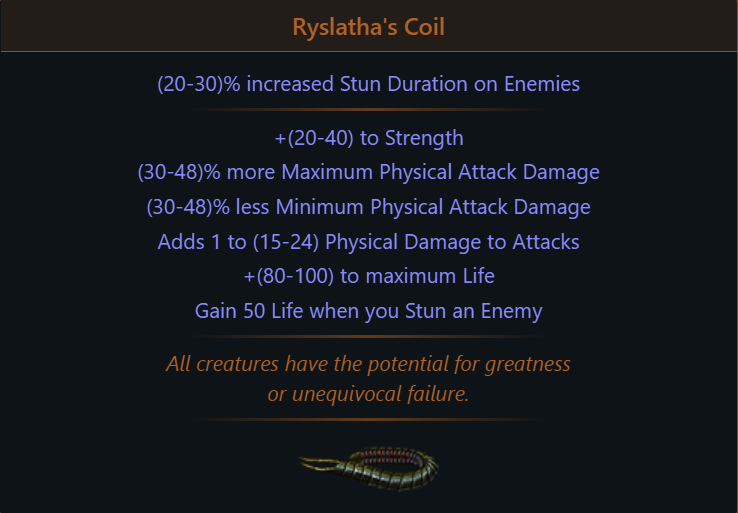 Ryslatha's Coil
(20-30)% increased Stun Duration on Enemies
+(20-40) to Strength
(30-48)% more Maximum Physical Attack Damage
(30-48)% less Minimum Physical Attack Damage
Adds 1 to (15-24) Physical Damage to Attacks
+(80-100) to maximum Life
Gain 50 Life when you Stun an Enemy
All creatures have the potential for greatness
or unequivocal failure.